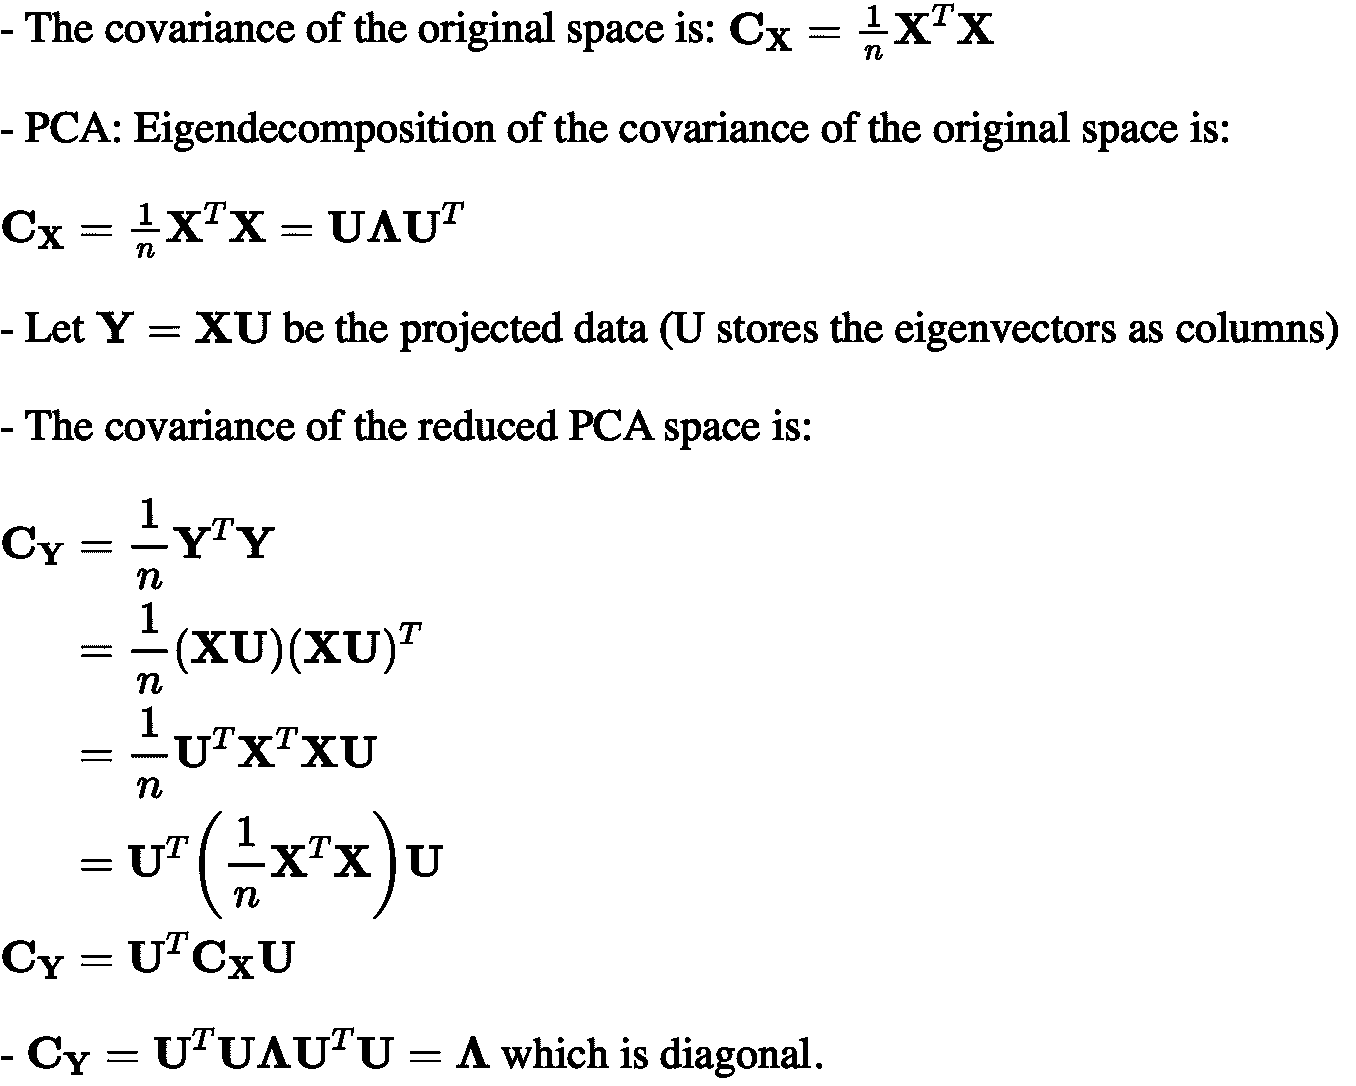 - The covariance of the original space is: $\mathbf{C_X} = \frac{1}{n}\mathbf{X}^T\mathbf{X}$
- PCA: Eigendecomposition of the covariance of the original space is:
$\mathbf{C_X} = \frac{1}{n}\mathbf{X}^T\mathbf{X} = \mathbf{U\Lambda U}^T$
- Let $\mathbf{Y} = \mathbf{XU}$ be the projected data (U stores the eigenvectors as columns)
- The covariance of the reduced PCA space is:
$\mathbf{C_Y} = \frac{1}{n}\mathbf{Y}^T\mathbf{Y}$
$= \frac{1}{n}(\mathbf{XU})(\mathbf{XU})^T$
$= \frac{1}{n}\mathbf{U}^T\mathbf{X}^T\mathbf{XU}$
$= \mathbf{U}^T\left(\frac{1}{n}\mathbf{X}^T\mathbf{X}\right)\mathbf{U}$
$\mathbf{C_Y} = \mathbf{U}^T\mathbf{C_X}\mathbf{U}$
- $\mathbf{C_Y} = \mathbf{U}^T\mathbf{U\Lambda U}^T\mathbf{U} = \mathbf{\Lambda}$ which is diagonal.